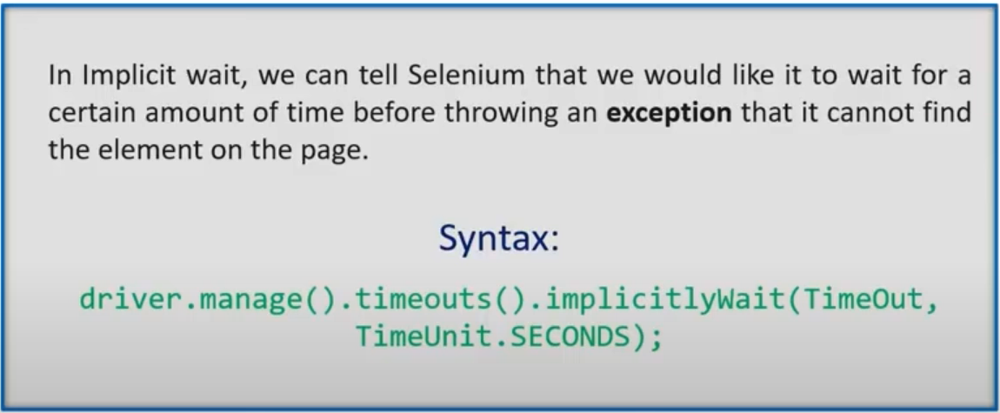 In Implicit wait, we can tell Selenium that we would like it to wait for a
certain amount of time before throwing an exception that it cannot find
the element on the page.
Syntax:
driver.manage().timeouts().implicitlyWait(TimeOut,
TimeUnit.SECONDS);